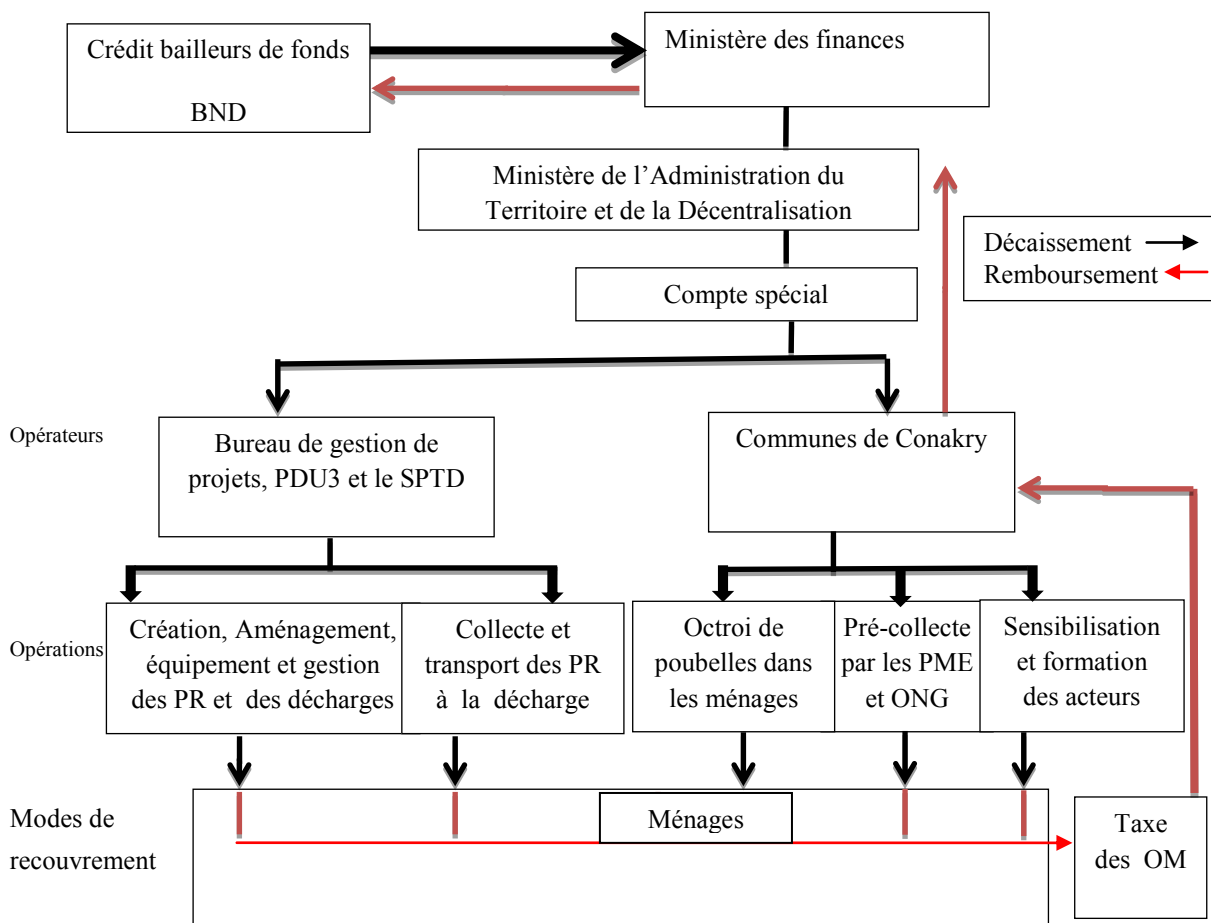 Crédit bailleurs de fonds
BND
Ministère des finances
Ministère de l'Administration du
Territoire et de la Décentralisation
Décaissement
Remboursement
Compte spécial
Opérateurs
Bureau de gestion de
projets, PDU3 et le SPTD
Communes de Conakry
Opérations
Création, Aménagement,
équipement et gestion
des PR et des décharges
Collecte et
transport des PR
à la décharge
Octroi de
poubelles dans
les ménages
Pré-collecte
par les PME
et ONG
Sensibilisation
et formation
des acteurs
Modes de
recouvrement
Ménages
Taxe
des OM